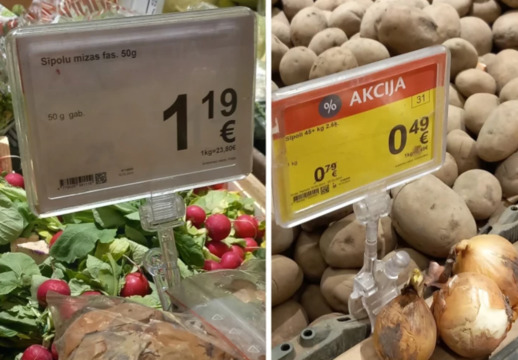 Sīpolu mizas fas. 50g
50 g gab.
1 19 €
1kg=23,80€
% AKCIJA
31
Sīpoli 45+ kg 2.šķ.
kg
0,79 €
0,49 €